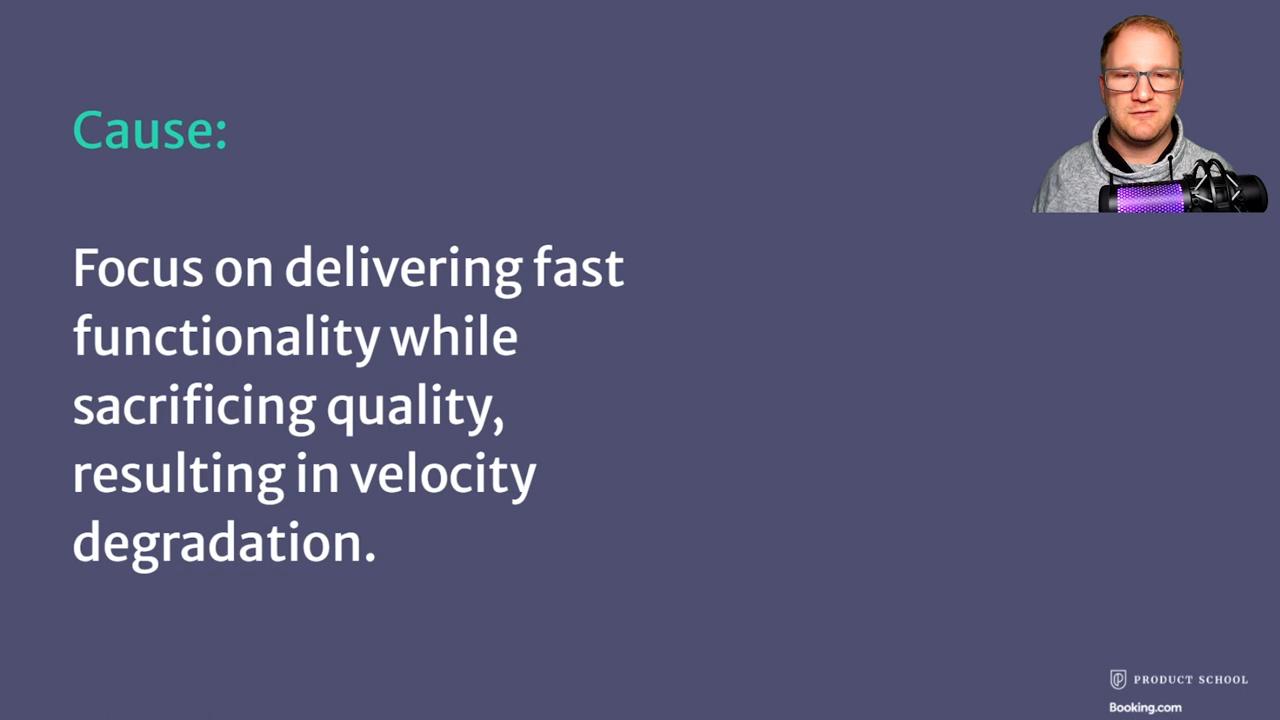 Cause:
Focus on delivering fast
functionality while
sacrificing quality,
resulting in velocity
degradation.
PRODUCT SCHOOL
Booking.com